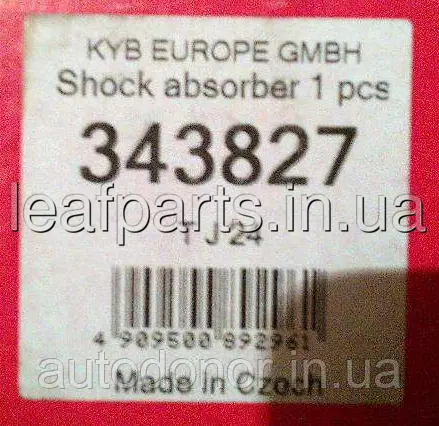 KYB EUROPE GMBH
Shock absorber 1 pcs
343827
leafparts.in.ua
T J 24
4 909500 892961
autodonor.in.ua
Made in Czech